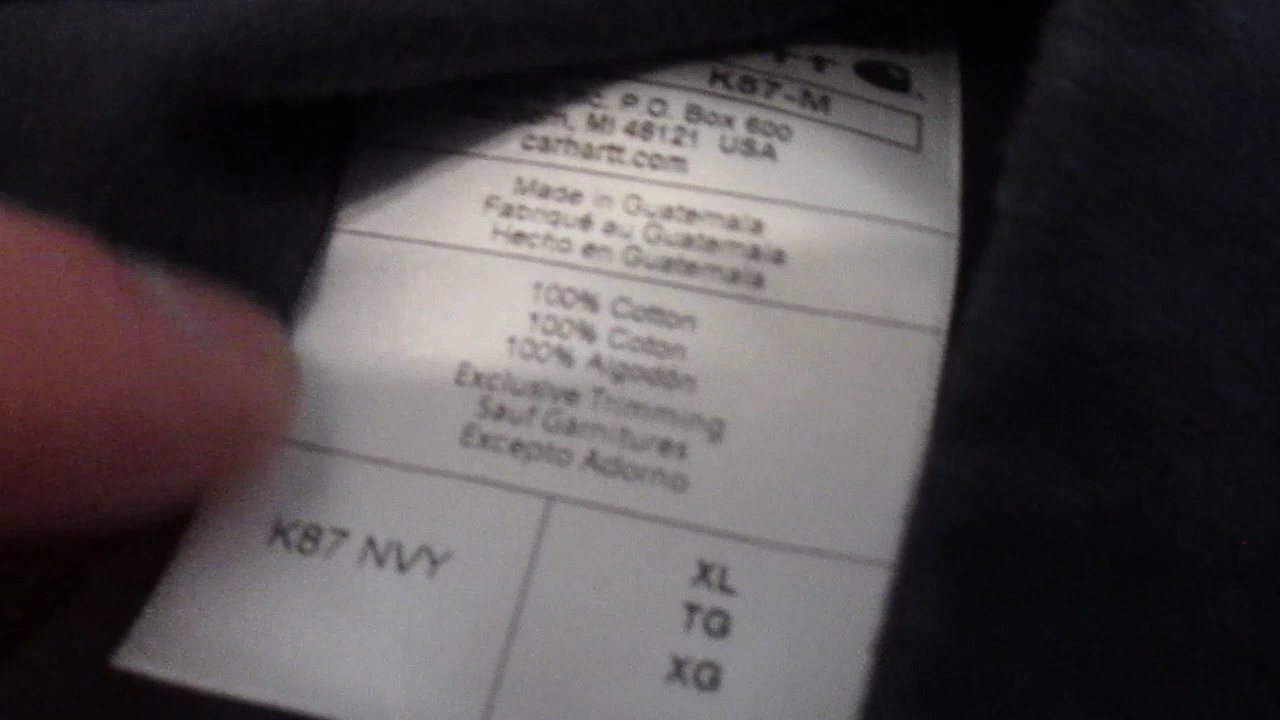 TT
K87-M
P.O. Box 600
MI 48121 USA
carhartt.com
Made in Guatemala
Fabriqué au Guatemala
Hecho en Guatemala
100% Cotton
100% Coton
100% Algodón
Exclusive Trimming
Sauf Garnitures
Excepto Adorno
K87 NVY
XL
TG
XG